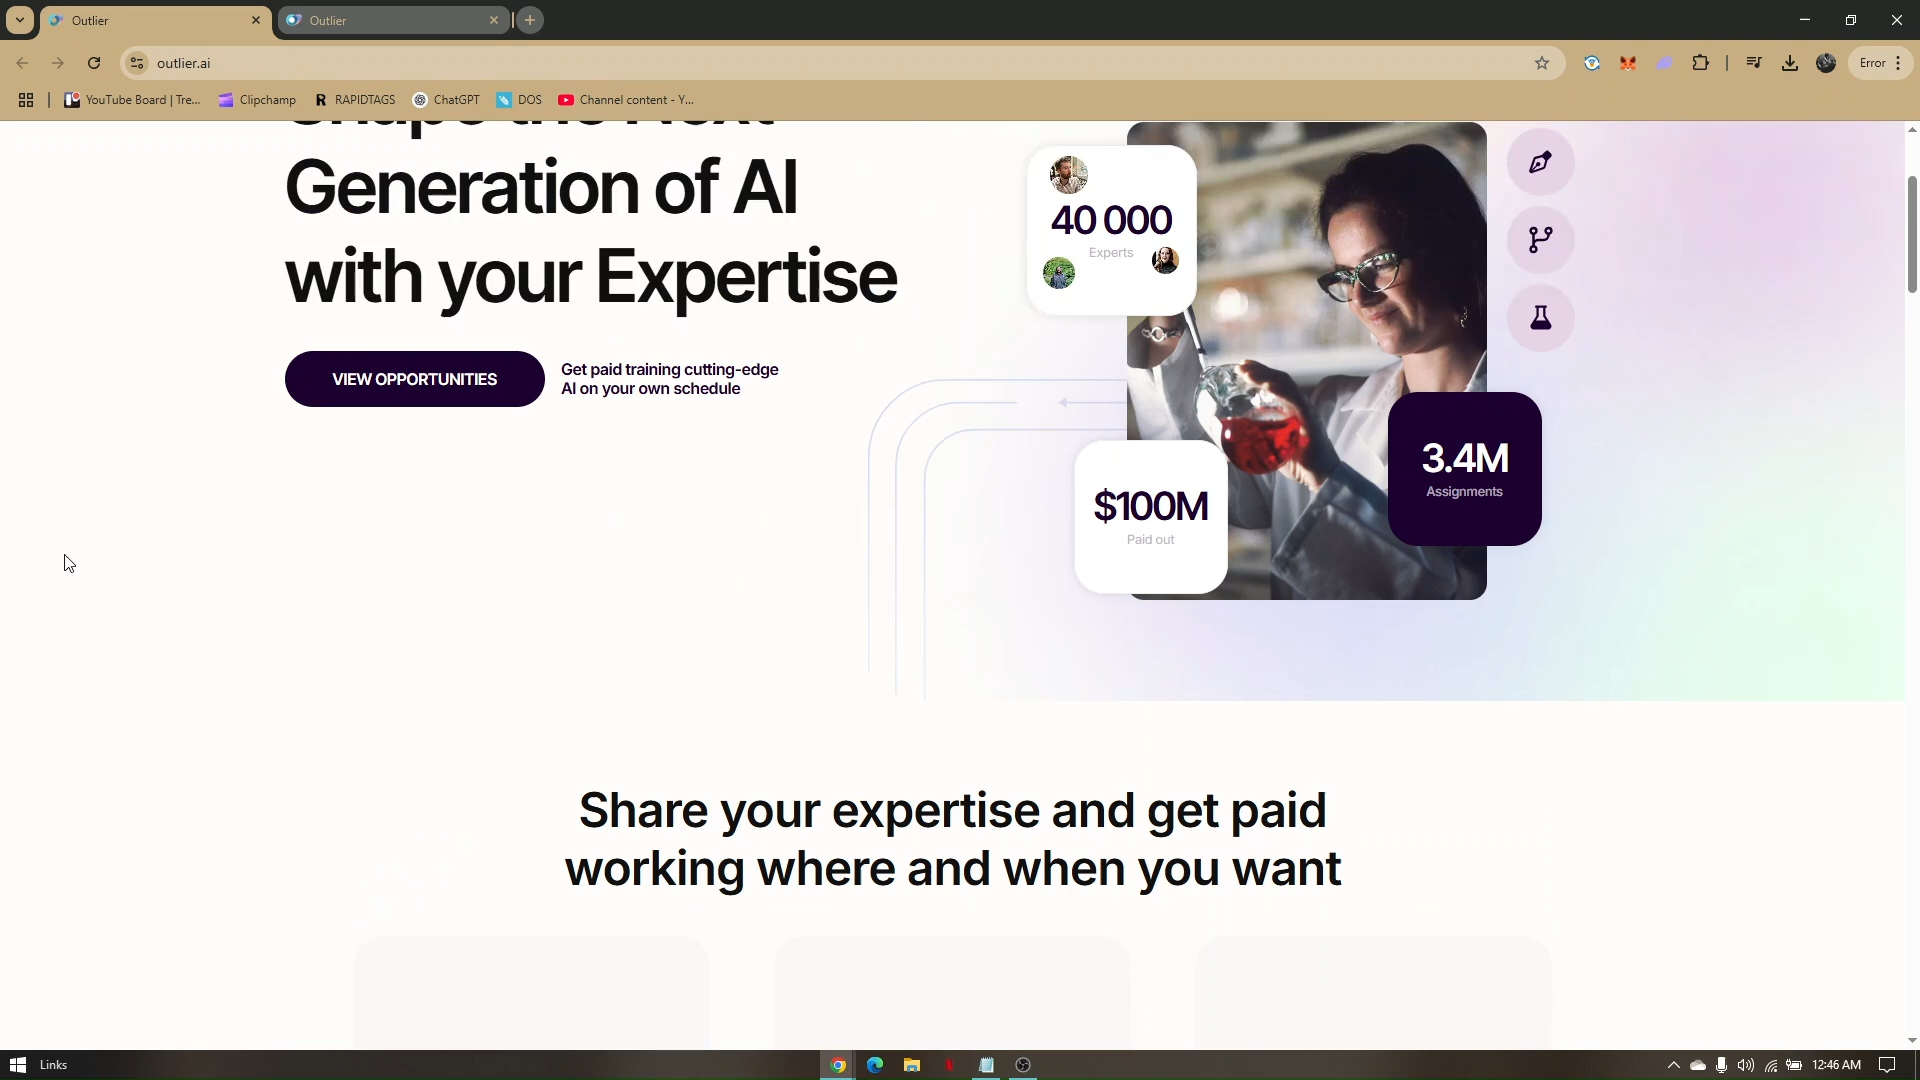 Outlier
Outlier
outlier.ai
Error
YouTube Board | Tre...
Clipchamp
RAPIDTAGS
ChatGPT
DOS
Channel content - Y...
Generation of AI
with your Expertise
VIEW OPPORTUNITIES
Get paid training cutting-edge
AI on your own schedule
40 000
Experts
$100M
Paid out
3.4M
Assignments
Share your expertise and get paid
working where and when you want
Links
12:46 AM